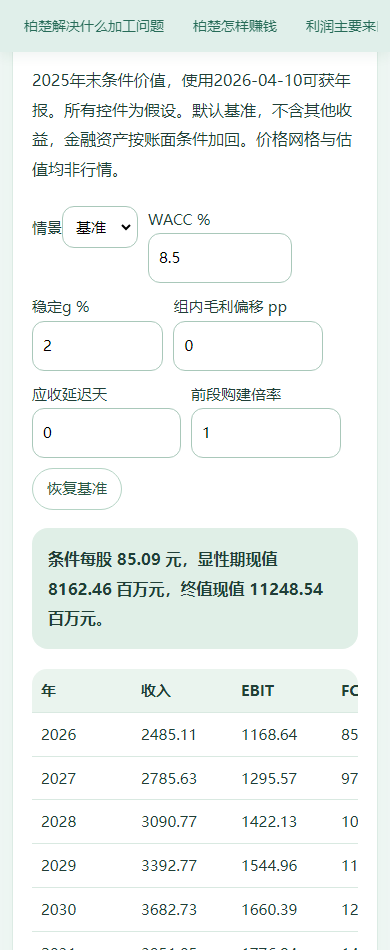 柏楚解决什么加工问题 柏楚怎样赚钱 利润主要来
2025年末条件价值，使用2026-04-10可获年
报。所有控件为假设。默认基准，不含其他收
益，金融资产按账面条件加回。价格网格与估
值均非行情。
情景 基准 WACC %
8.5
稳定g % 组内毛利偏移 pp
2 0
应收延迟天 前段购建倍率
0 1
恢复基准
条件每股 85.09 元，显性期现值
8162.46 百万元，终值现值 11248.54
百万元。
年 收入 EBIT FC
2026 2485.11 1168.64 85
2027 2785.63 1295.57 97
2028 3090.77 1422.13 10
2029 3392.77 1544.96 11
2030 3682.73 1660.39 12